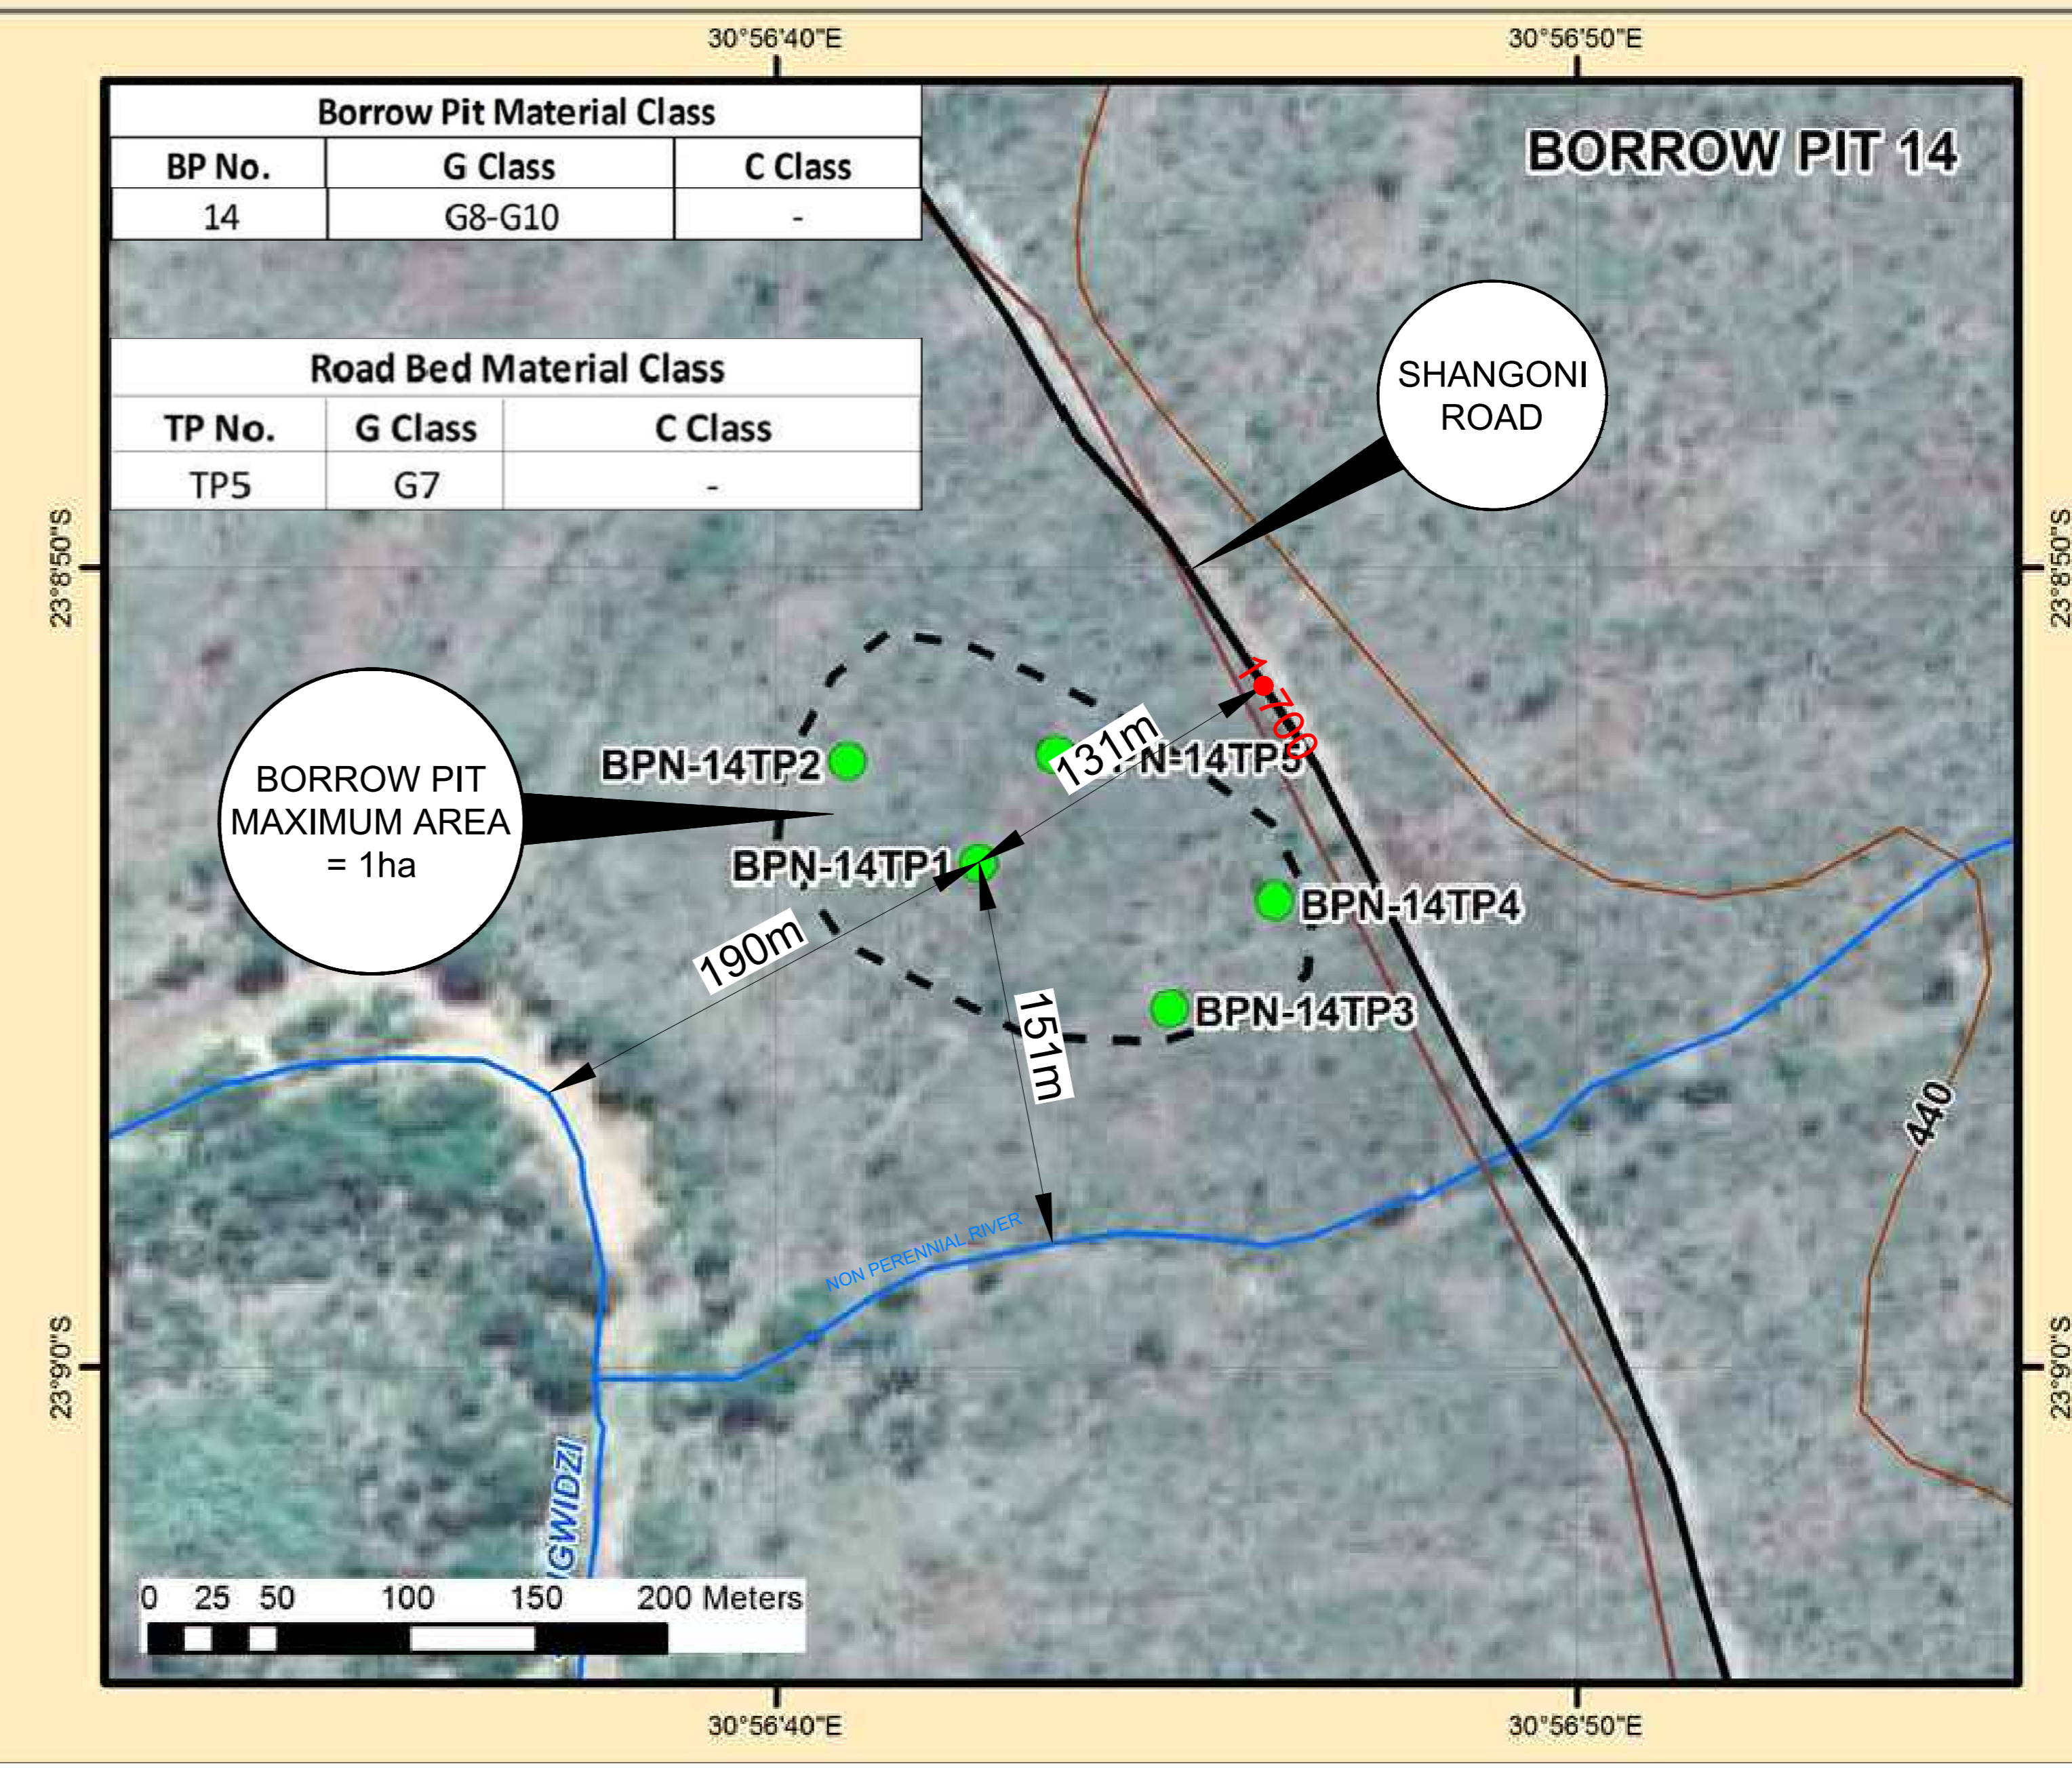 30°56'40"E
30°56'50"E
Borrow Pit Material Class
BP No. G Class C Class
14 G8-G10 -
BORROW PIT 14
Road Bed Material Class
TP No. G Class C Class
TP5 G7 -
SHANGONI
ROAD
23°8'50"S
23°8'50"S
1 700
131m
BPN-14TP2
N-14TP5
BORROW PIT
MAXIMUM AREA
= 1ha
BPN-14TP1
BPN-14TP4
190m
BPN-14TP3
151m
440
NON PERENNIAL RIVER
23°9'0"S
23°9'0"S
IGWIDZI
0 25 50 100 150 200 Meters
30°56'40"E
30°56'50"E